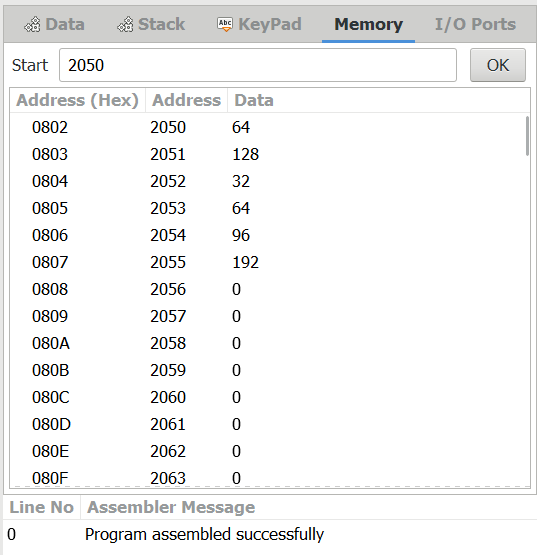 Data Stack Abc KeyPad Memory I/O Ports
Start 2050 OK
Address (Hex) Address Data
0802 2050 64
0803 2051 128
0804 2052 32
0805 2053 64
0806 2054 96
0807 2055 192
0808 2056 0
0809 2057 0
080A 2058 0
080B 2059 0
080C 2060 0
080D 2061 0
080E 2062 0
080F 2063 0
Line No Assembler Message
0 Program assembled successfully